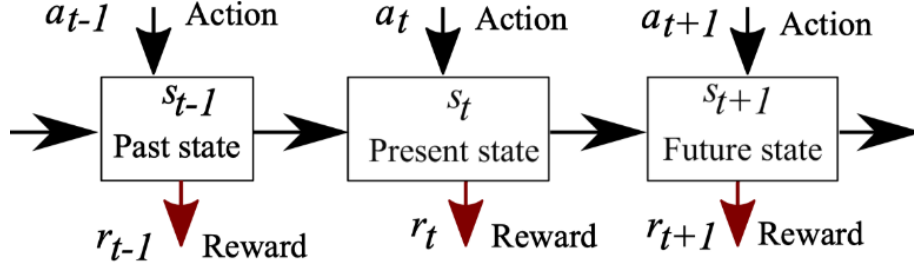 a_{t-1} Action a_t Action a_{t+1} Action
s_{t-1} s_t s_{t+1}
Past state Present state Future state
r_{t-1} Reward r_t Reward r_{t+1} Reward